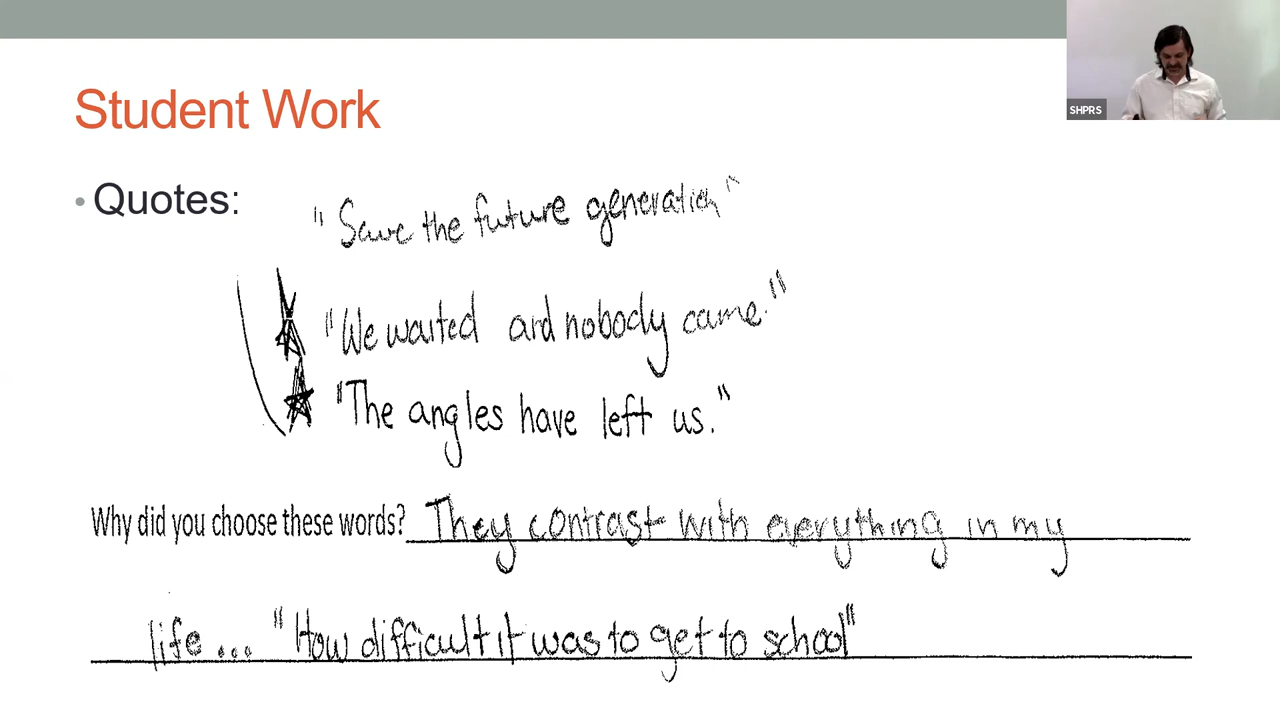 SHPRS
Student Work
• Quotes:
"Save the future generation"
"We waited and nobody came."
"The angles have left us."
Why did you choose these words? They contrast with everything in my
life... "How difficult it was to get to school"